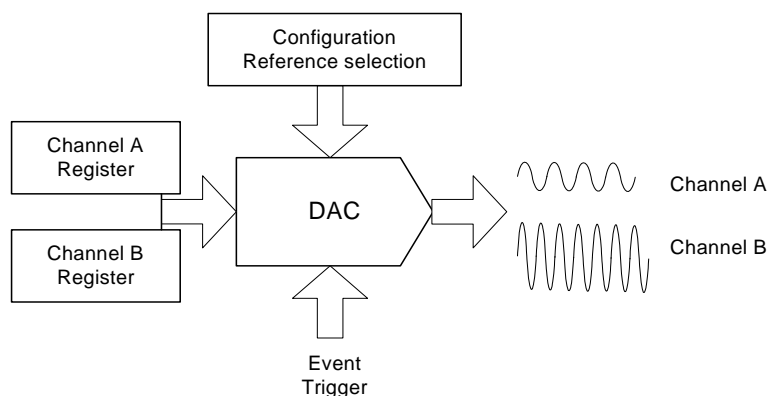 Configuration
Reference selection
Channel A
Register
DAC
Channel A
Channel B
Register
Channel B
Event
Trigger